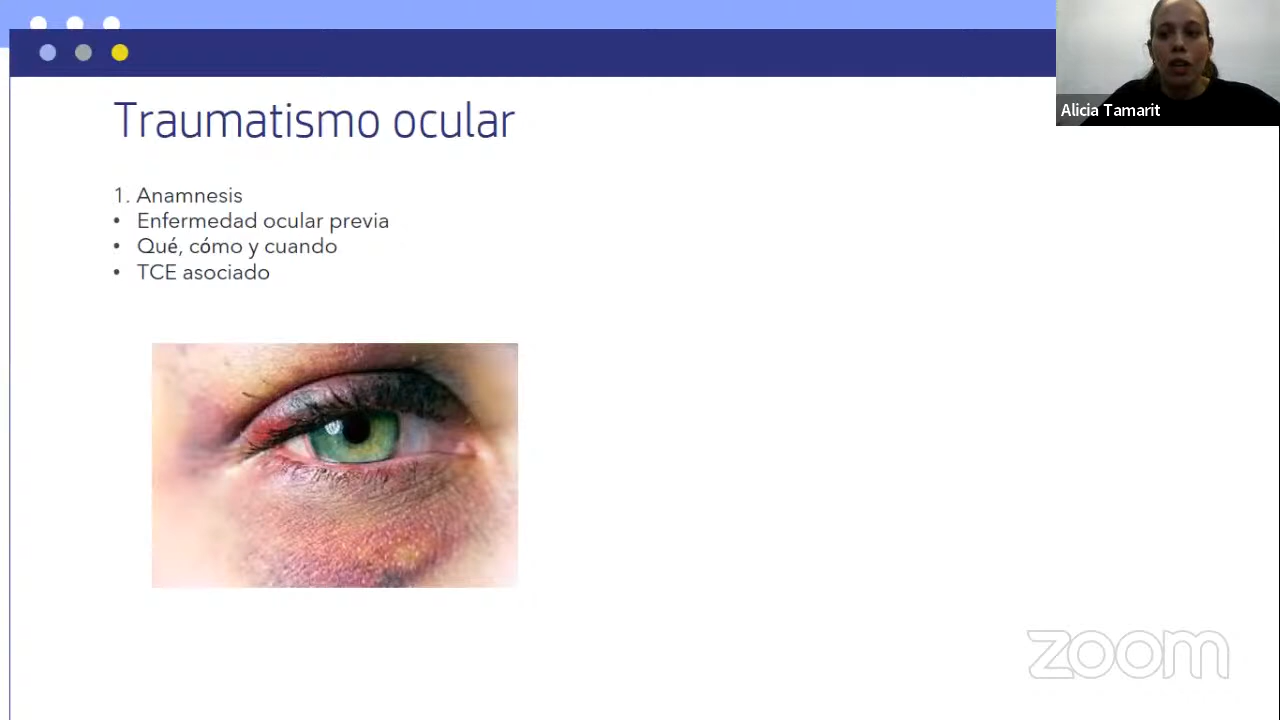 Traumatismo ocular
1. Anamnesis
• Enfermedad ocular previa
• Qué, cómo y cuando
• TCE asociado
Alicia Tamarit
zoom